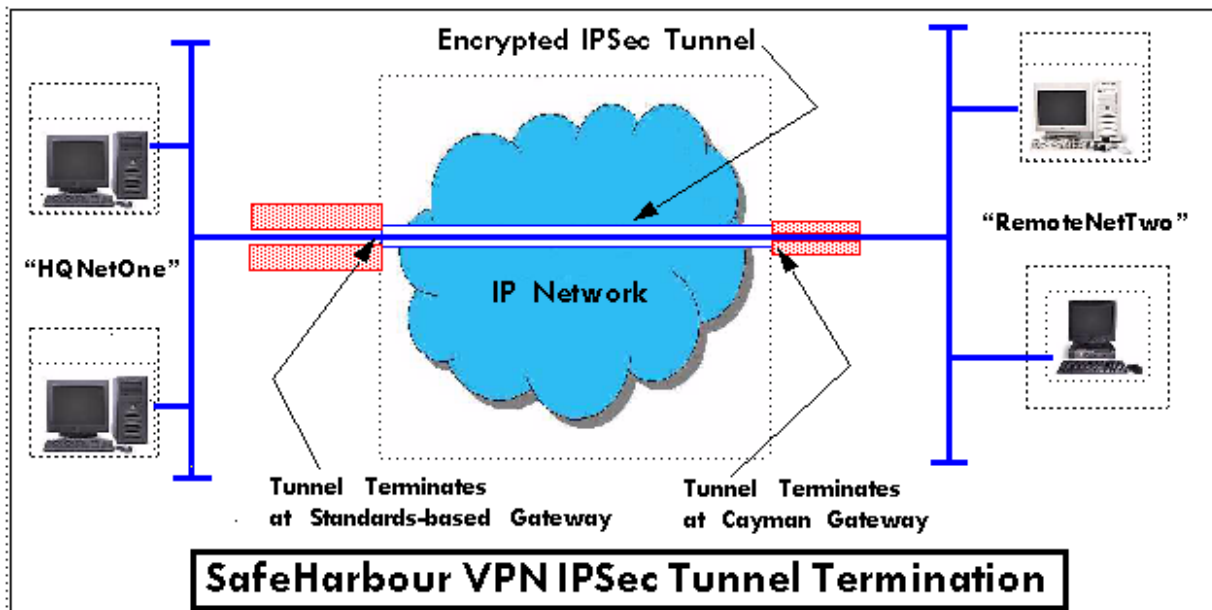 Encrypted IPSec Tunnel
“HQNetOne”
“RemoteNetTwo”
IP Network
Tunnel Terminates
at Standards-based Gateway
Tunnel Terminates
at Cayman Gateway
SafeHarbour VPN IPSec Tunnel Termination